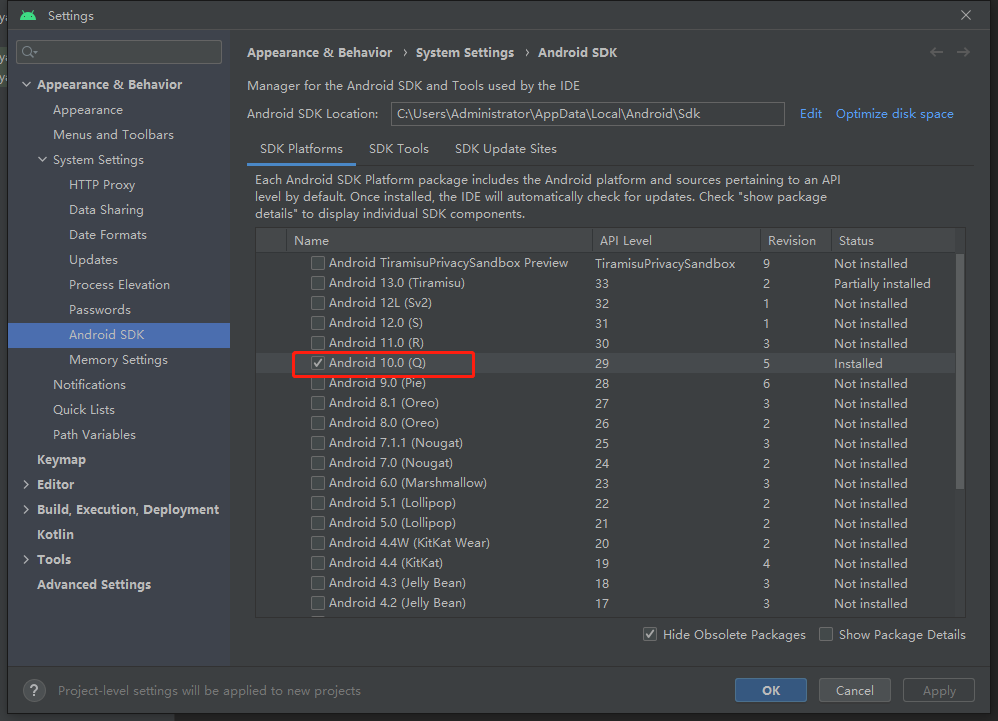 Settings
Appearance & Behavior
Appearance
Menus and Toolbars
System Settings
HTTP Proxy
Data Sharing
Date Formats
Updates
Process Elevation
Passwords
Android SDK
Memory Settings
Notifications
Quick Lists
Path Variables
Keymap
Editor
Build, Execution, Deployment
Kotlin
Tools
Advanced Settings
Appearance & Behavior › System Settings › Android SDK
Manager for the Android SDK and Tools used by the IDE
Android SDK Location: C:\Users\Administrator\AppData\Local\Android\Sdk Edit Optimize disk space
SDK Platforms SDK Tools SDK Update Sites
Each Android SDK Platform package includes the Android platform and sources pertaining to an API
level by default. Once installed, the IDE will automatically check for updates. Check "show package
details" to display individual SDK components.
Name API Level Revision Status
Android TiramisuPrivacySandbox Preview TiramisuPrivacySandbox 9 Not installed
Android 13.0 (Tiramisu) 33 2 Partially installed
Android 12L (Sv2) 32 1 Not installed
Android 12.0 (S) 31 1 Not installed
Android 11.0 (R) 30 3 Not installed
Android 10.0 (Q) 29 5 Installed
Android 9.0 (Pie) 28 6 Not installed
Android 8.1 (Oreo) 27 3 Not installed
Android 8.0 (Oreo) 26 2 Not installed
Android 7.1.1 (Nougat) 25 3 Not installed
Android 7.0 (Nougat) 24 2 Not installed
Android 6.0 (Marshmallow) 23 3 Not installed
Android 5.1 (Lollipop) 22 2 Not installed
Android 5.0 (Lollipop) 21 2 Not installed
Android 4.4W (KitKat Wear) 20 2 Not installed
Android 4.4 (KitKat) 19 4 Not installed
Android 4.3 (Jelly Bean) 18 3 Not installed
Android 4.2 (Jelly Bean) 17 3 Not installed
Hide Obsolete Packages Show Package Details
? Project-level settings will be applied to new projects
OK Cancel Apply